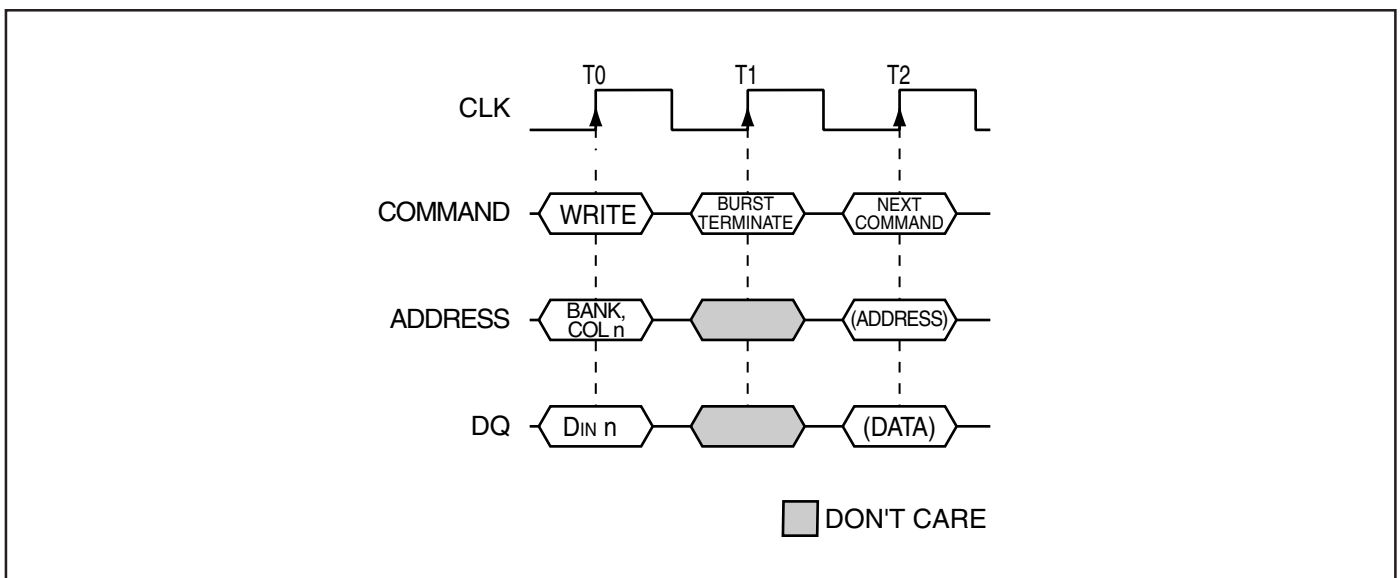 T0 T1 T2
CLK
COMMAND WRITE BURST TERMINATE NEXT COMMAND
ADDRESS BANK, COL n (ADDRESS)
DQ DIN n (DATA)
DON'T CARE